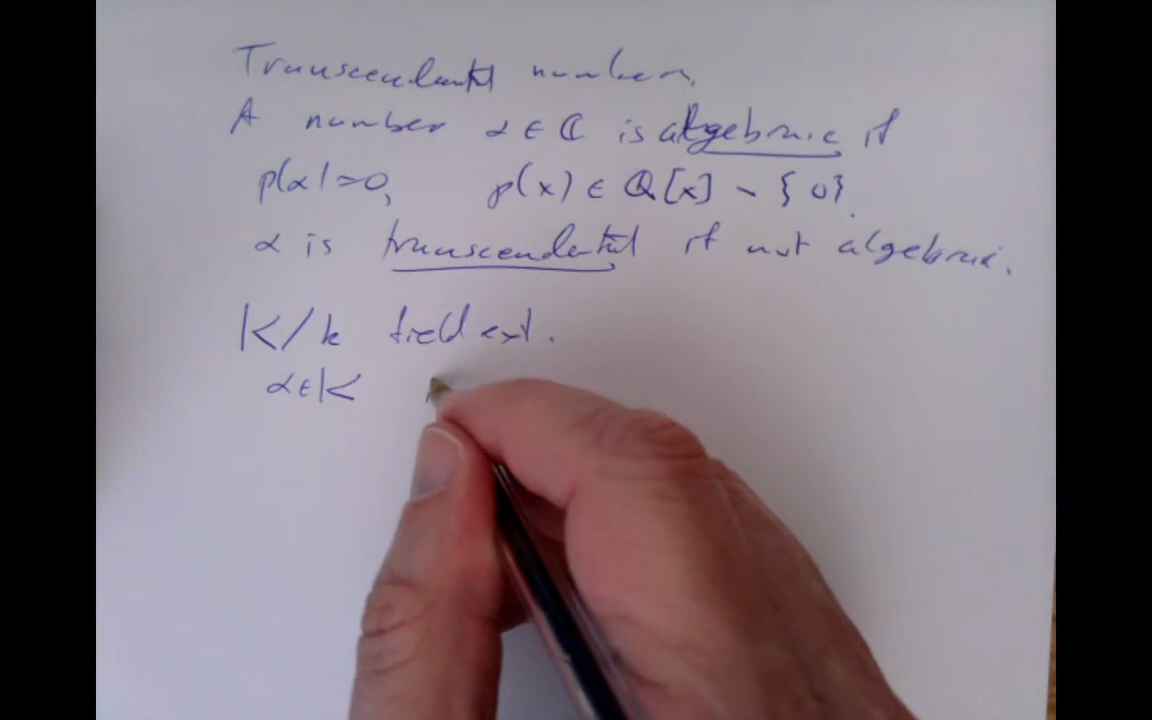 Transcendental numbers.
A number α ∈ ℂ is algebraic if
p(α)=0, p(x) ∈ ℚ[x] ∖ {0}.
α is transcendental if not algebraic.
K/k field ext.
α∈K